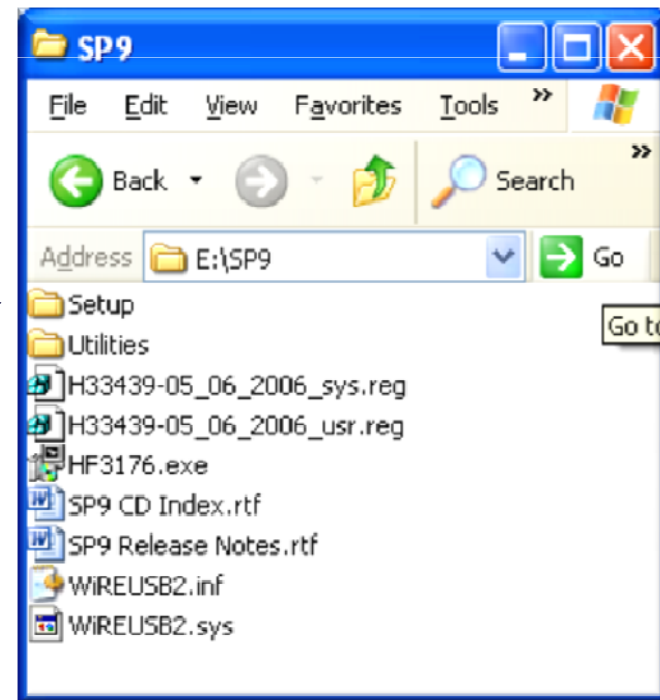 SP9
File Edit View Favorites Tools »
Back Search »
Address E:\SP9 Go
Setup
Go to
Utilities
H33439-05_06_2006_sys.reg
H33439-05_06_2006_usr.reg
HF3176.exe
SP9 CD Index.rtf
SP9 Release Notes.rtf
WiREUSB2.inf
WiREUSB2.sys